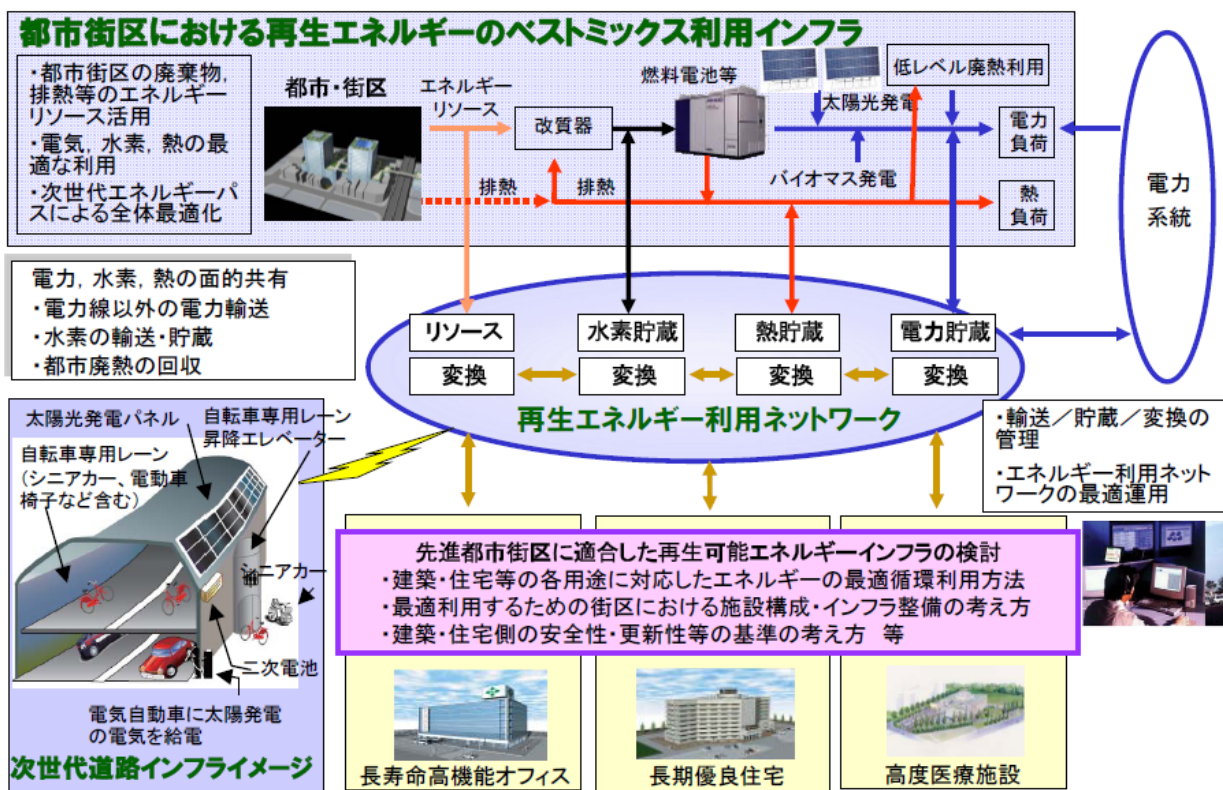 都市街区における再生エネルギーのベストミックス利用インフラ
・都市街区の廃棄物,
排熱等のエネルギー
リソース活用
・電気, 水素, 熱の最
適な利用
・次世代エネルギーパ
スによる全体最適化
都市・街区
エネルギー
リソース
改質器
燃料電池等
太陽光発電
低レベル廃熱利用
電力
負荷
バイオマス発電
排熱
排熱
熱
負荷
電力
系統
電力, 水素, 熱の面的共有
・電力線以外の電力輸送
・水素の輸送・貯蔵
・都市廃熱の回収
リソース
水素貯蔵
熱貯蔵
電力貯蔵
変換
変換
変換
変換
再生エネルギー利用ネットワーク
・輸送／貯蔵／変換の
管理
・エネルギー利用ネット
ワークの最適運用
太陽光発電パネル
自転車専用レーン
昇降エレベーター
自転車専用レーン
(シニアカー、電動車
椅子など含む)
シニアカー
二次電池
電気自動車に太陽発電
の電気を給電
次世代道路インフライメージ
先進都市街区に適合した再生可能エネルギーインフラの検討
・建築・住宅等の各用途に対応したエネルギーの最適循環利用方法
・最適利用するための街区における施設構成・インフラ整備の考え方
・建築・住宅側の安全性・更新性等の基準の考え方 等
長寿命高機能オフィス
長期優良住宅
高度医療施設